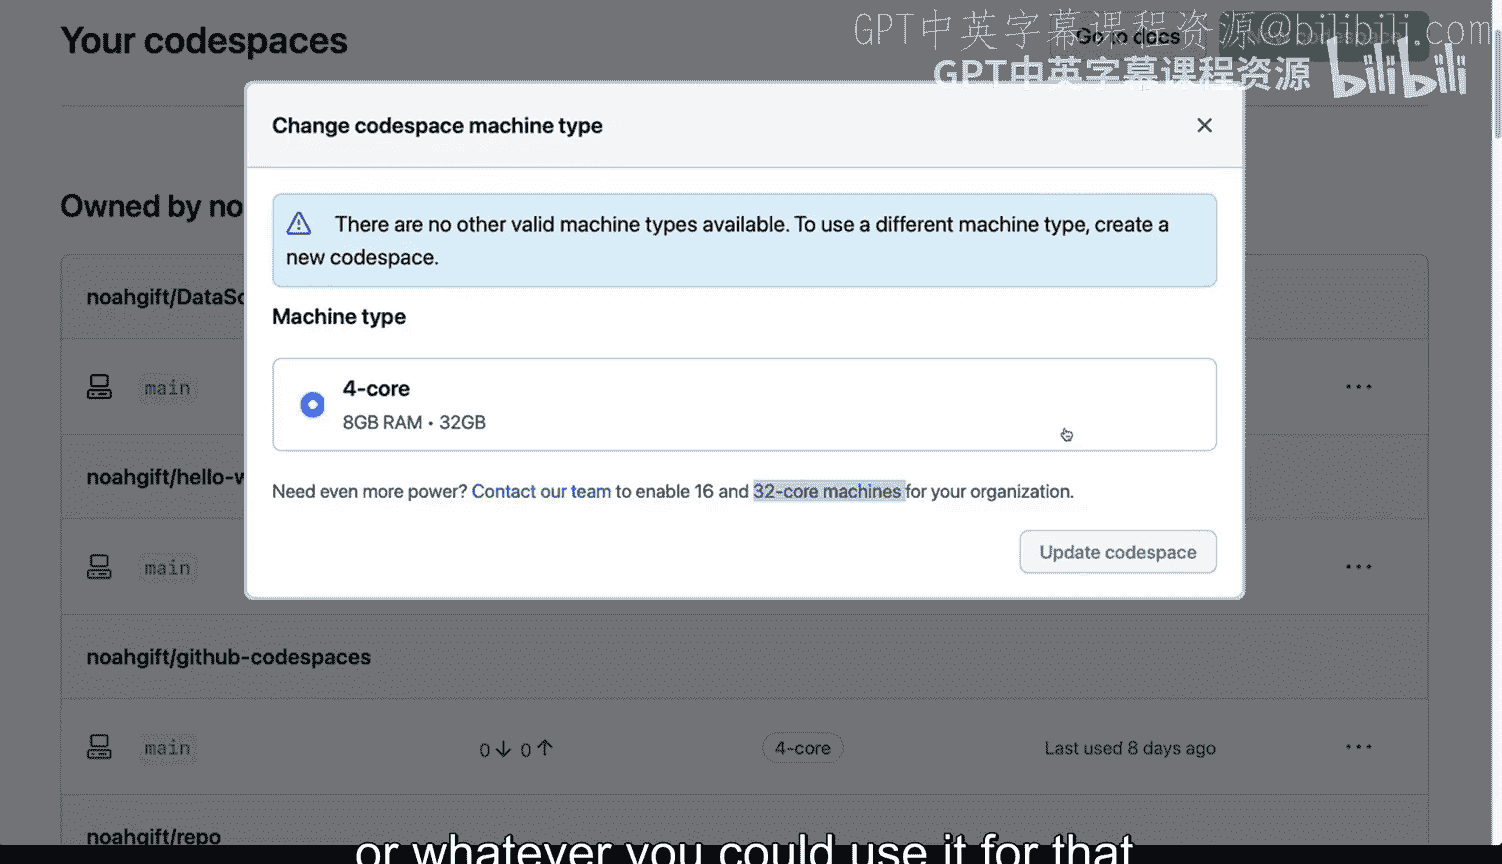 GPT中英字幕课程资源@bilibili.com
Your codespaces
Go to docs
GPT中英字幕课程资源 bilibili
Change codespace machine type
Owned by no
There are no other valid machine types available. To use a different machine type, create a
new codespace.
noahgift/DataSc
Machine type
main
4-core
8GB RAM • 32GB
noahgift/hello-w
Need even more power? Contact our team to enable 16 and 32-core machines for your organization.
Update codespace
main
noahgift/github-codespaces
main
0 ↓ 0 ↑
4-core
Last used 8 days ago
noahgift/repo
or whatever you could use it for that